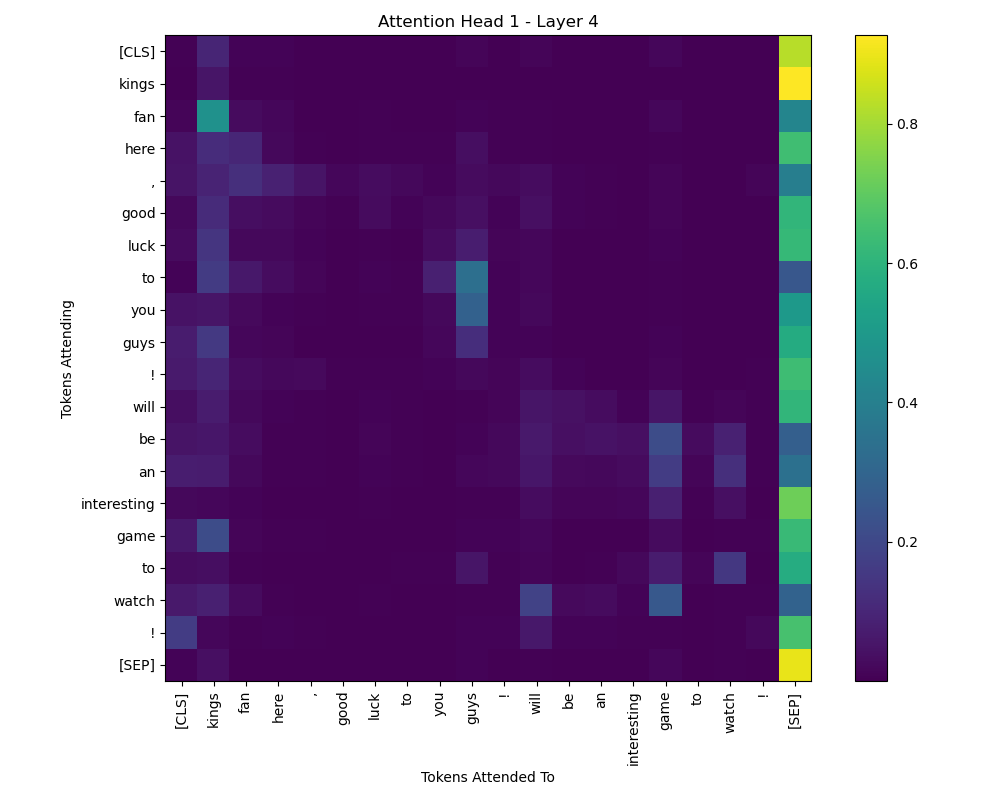 Attention Head 1 - Layer 4
Tokens Attending
[CLS]
kings
fan
here
,
good
luck
to
you
guys
!
will
be
an
interesting
game
to
watch
!
[SEP]
[CLS]
kings
fan
here
,
good
luck
to
you
guys
!
will
be
an
interesting
game
to
watch
!
[SEP]
Tokens Attended To
0.8
0.6
0.4
0.2